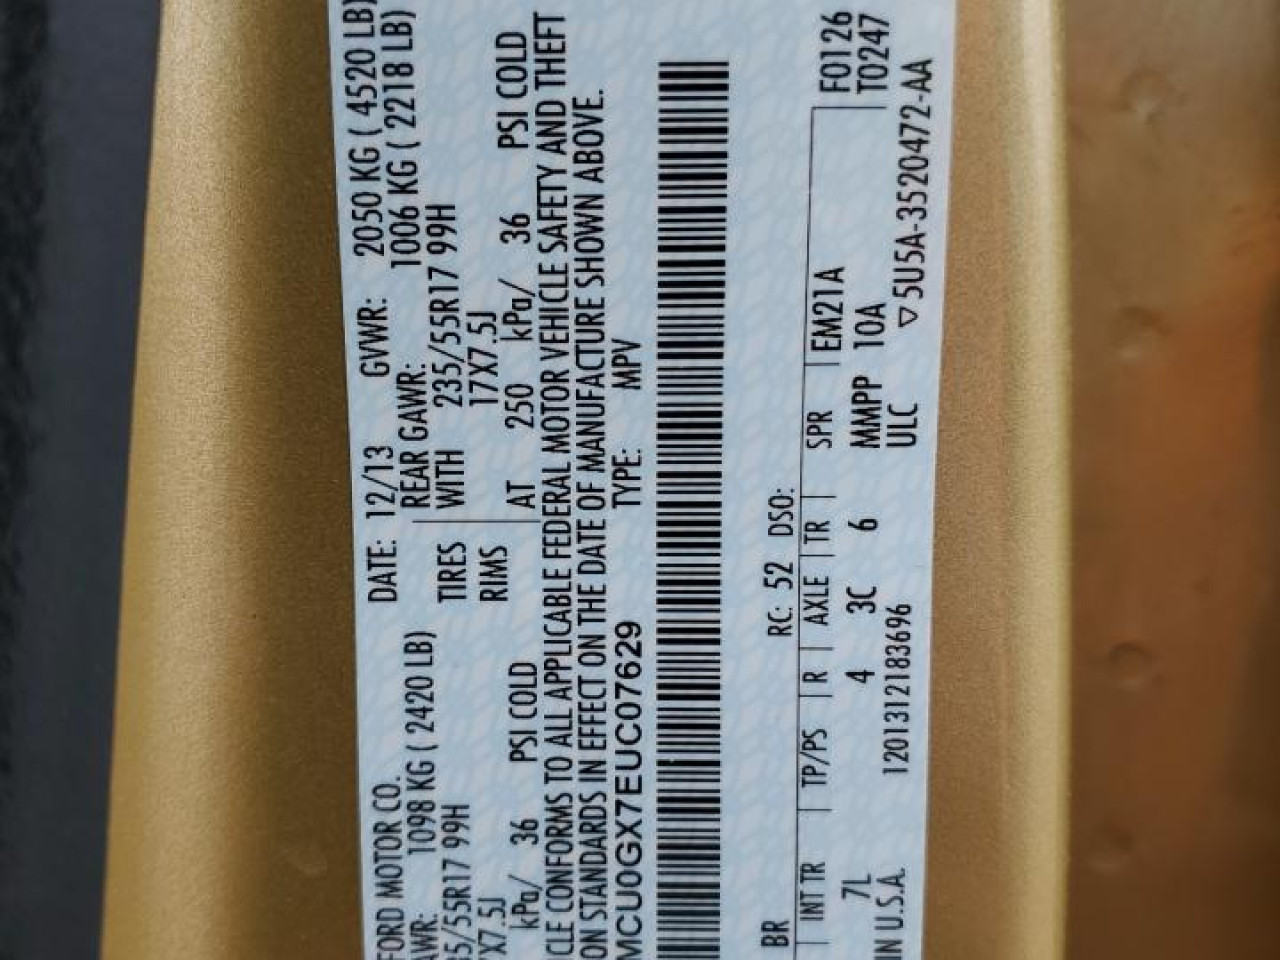 FORD MOTOR CO. DATE: 12/13 GVWR: 2050 KG ( 4520 LB)
AWR: 1098 KG ( 2420 LB) REAR GAWR: 1006 KG ( 2218 LB)
35/55R17 99H TIRES WITH 235/55R17 99H
7X7.5J RIMS 17X7.5J
kPa/ 36 PSI COLD AT 250 kPa/ 36 PSI COLD
CLE CONFORMS TO ALL APPLICABLE FEDERAL MOTOR VEHICLE SAFETY AND THEFT
ON STANDARDS IN EFFECT ON THE DATE OF MANUFACTURE SHOWN ABOVE.
MCU0GX7EUC07629 TYPE: MPV
BR RC: 52 DSO:
INT TR TP/PS R AXLE TR SPR EM21A F0126
7L 4 3C 6 MMPP 10A T0247
IN U.S.A. 1201312183696 ULC
▽5U5A-3520472-AA